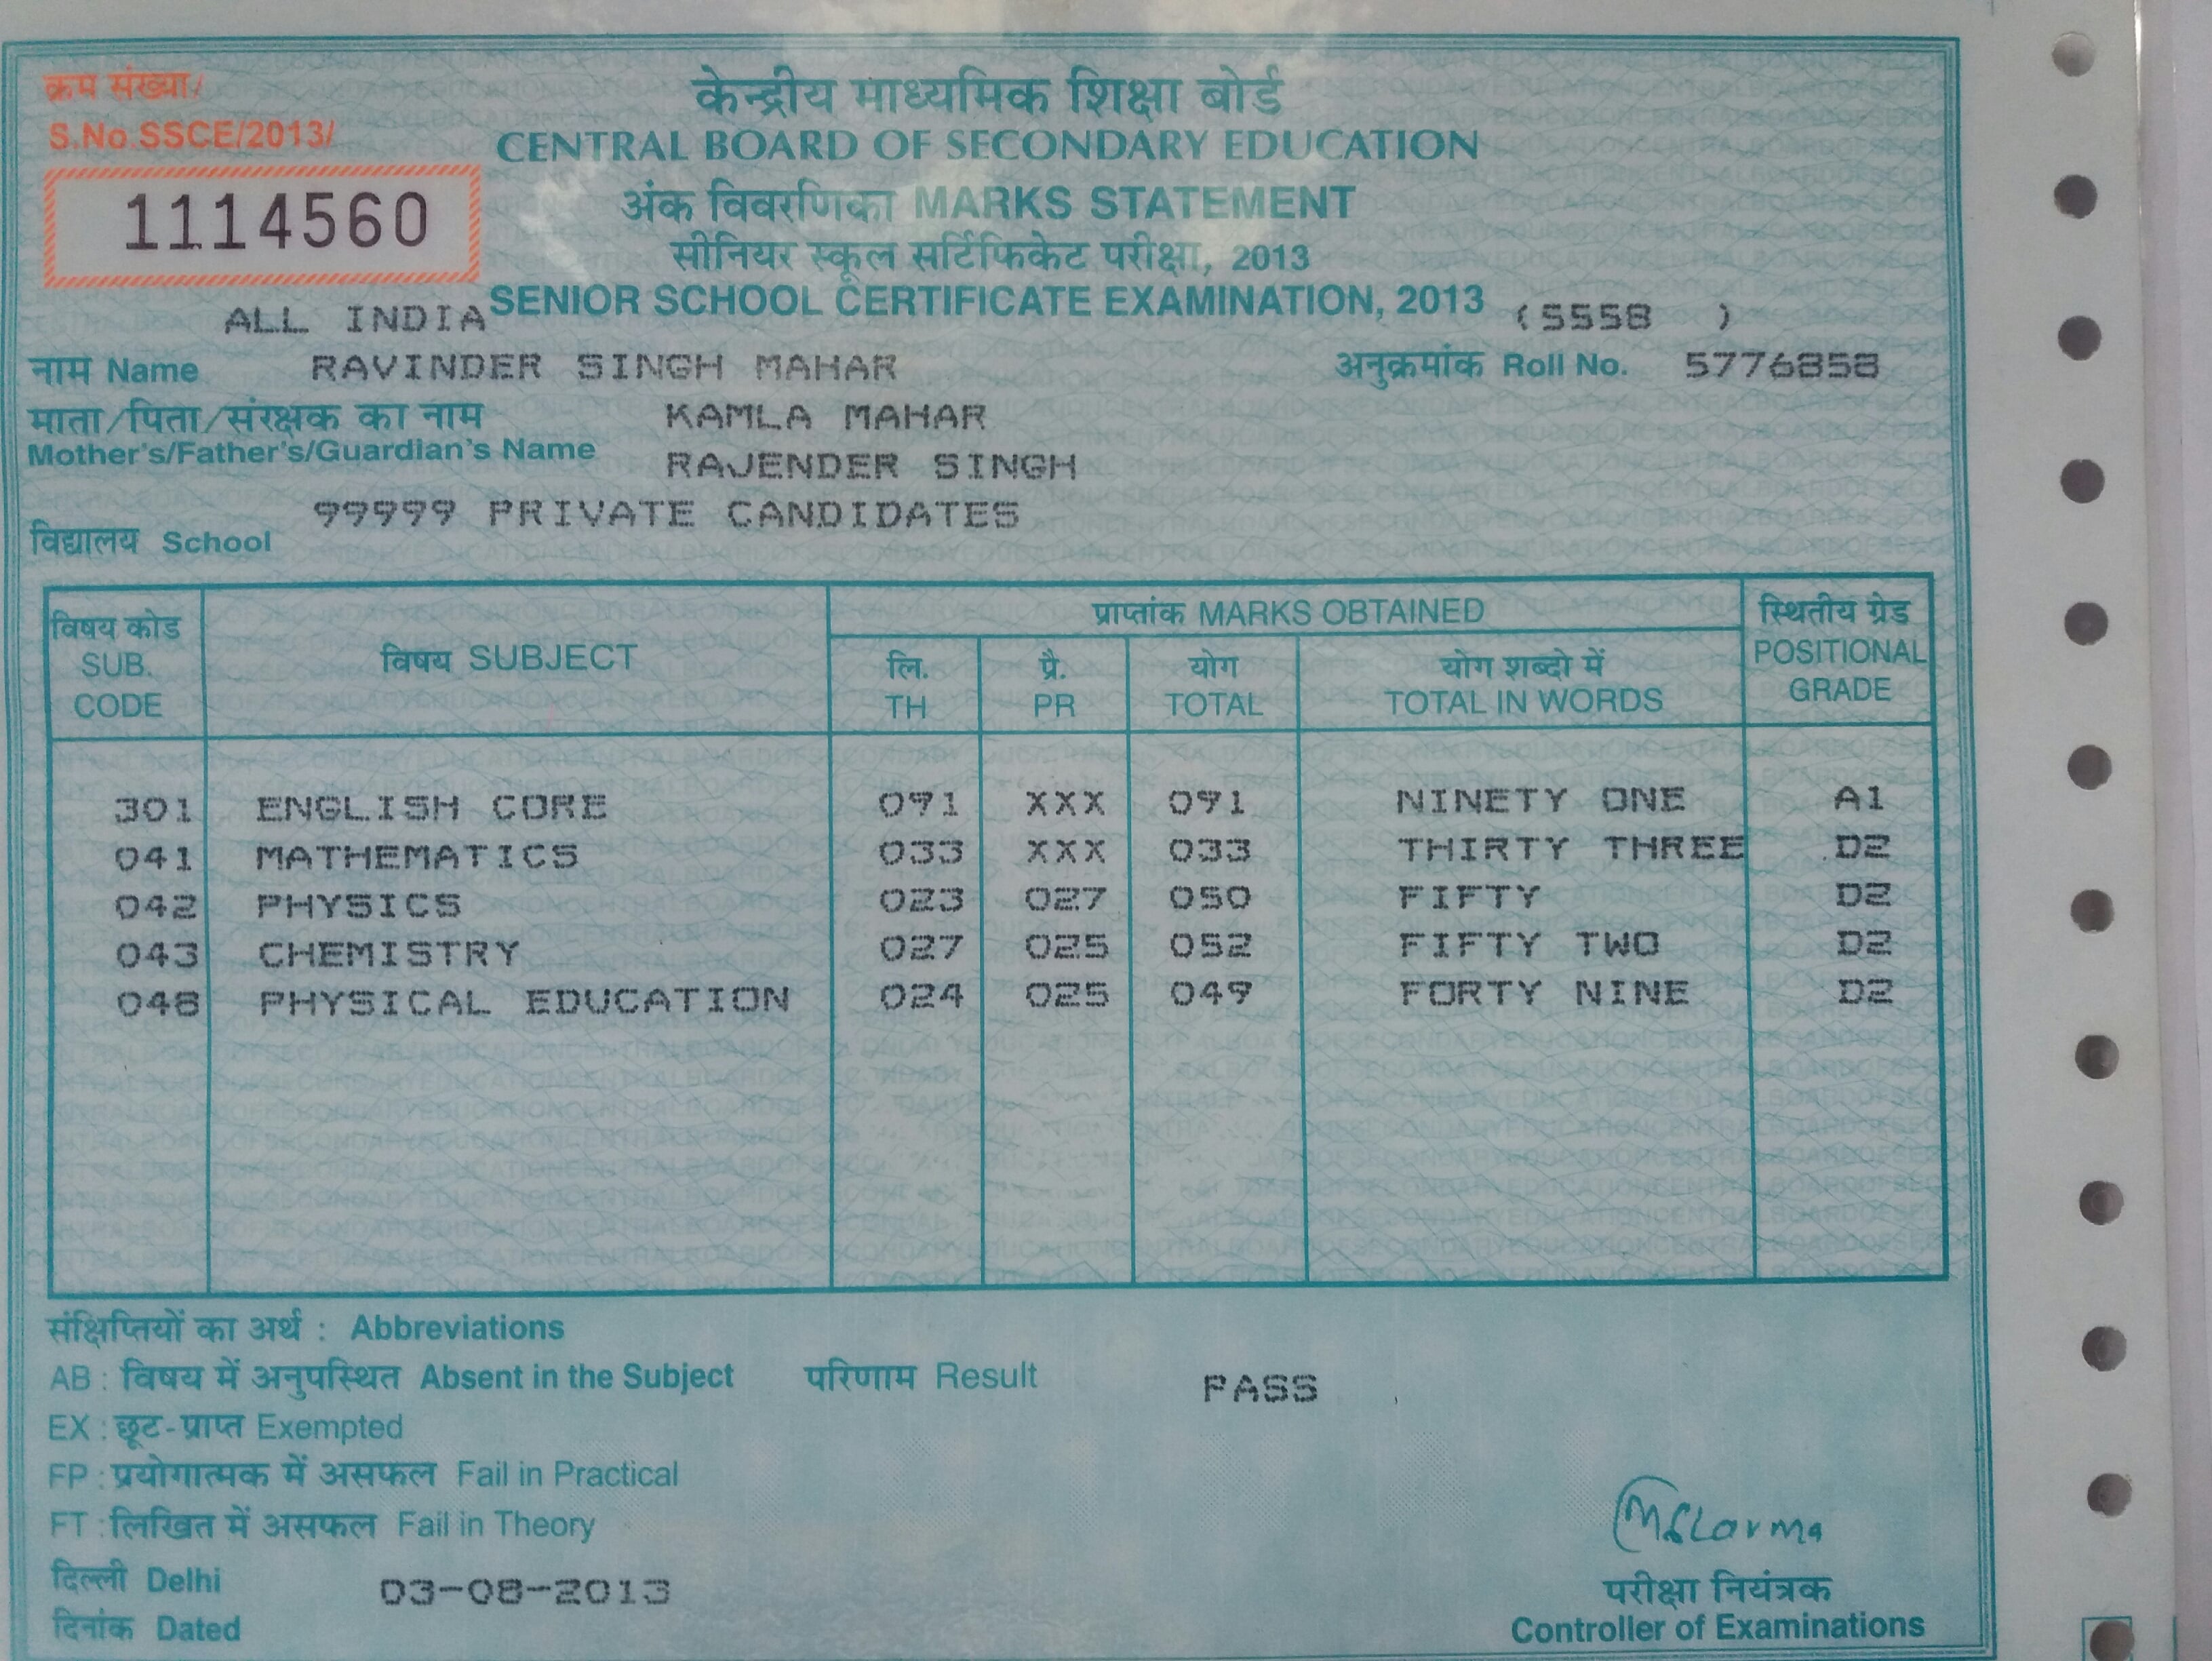 क्रम संख्या/
S.No.SSCE/2013/
1114560
केन्द्रीय माध्यमिक शिक्षा बोर्ड
CENTRAL BOARD OF SECONDARY EDUCATION
अंक विवरणिका MARKS STATEMENT
सीनियर स्कूल सर्टिफिकेट परीक्षा, 2013
ALL INDIA SENIOR SCHOOL CERTIFICATE EXAMINATION, 2013 (5558 )
नाम Name RAVINDER SINGH MAHAR अनुक्रमांक Roll No. 5776858
माता/पिता/संरक्षक का नाम KAMLA MAHAR
Mother's/Father's/Guardian's Name RAJENDER SINGH
99999 PRIVATE CANDIDATES
विद्यालय School
विषय कोड SUB. CODE विषय SUBJECT प्राप्तांक MARKS OBTAINED स्थितीय ग्रेड POSITIONAL GRADE
लि. TH प्रै. PR योग TOTAL योग शब्दो में TOTAL IN WORDS
301 ENGLISH CORE 091 XXX 091 NINETY ONE A1
041 MATHEMATICS 033 XXX 033 THIRTY THREE D2
042 PHYSICS 023 027 050 FIFTY D2
043 CHEMISTRY 027 025 052 FIFTY TWO D2
048 PHYSICAL EDUCATION 024 025 049 FORTY NINE D2
संक्षिप्तियों का अर्थ : Abbreviations
AB : विषय में अनुपस्थित Absent in the Subject परिणाम Result PASS
EX : छूट-प्राप्त Exempted
FP : प्रयोगात्मक में असफल Fail in Practical
FT : लिखित में असफल Fail in Theory
दिल्ली Delhi 03-08-2013
दिनांक Dated
परीक्षा नियंत्रक
Controller of Examinations